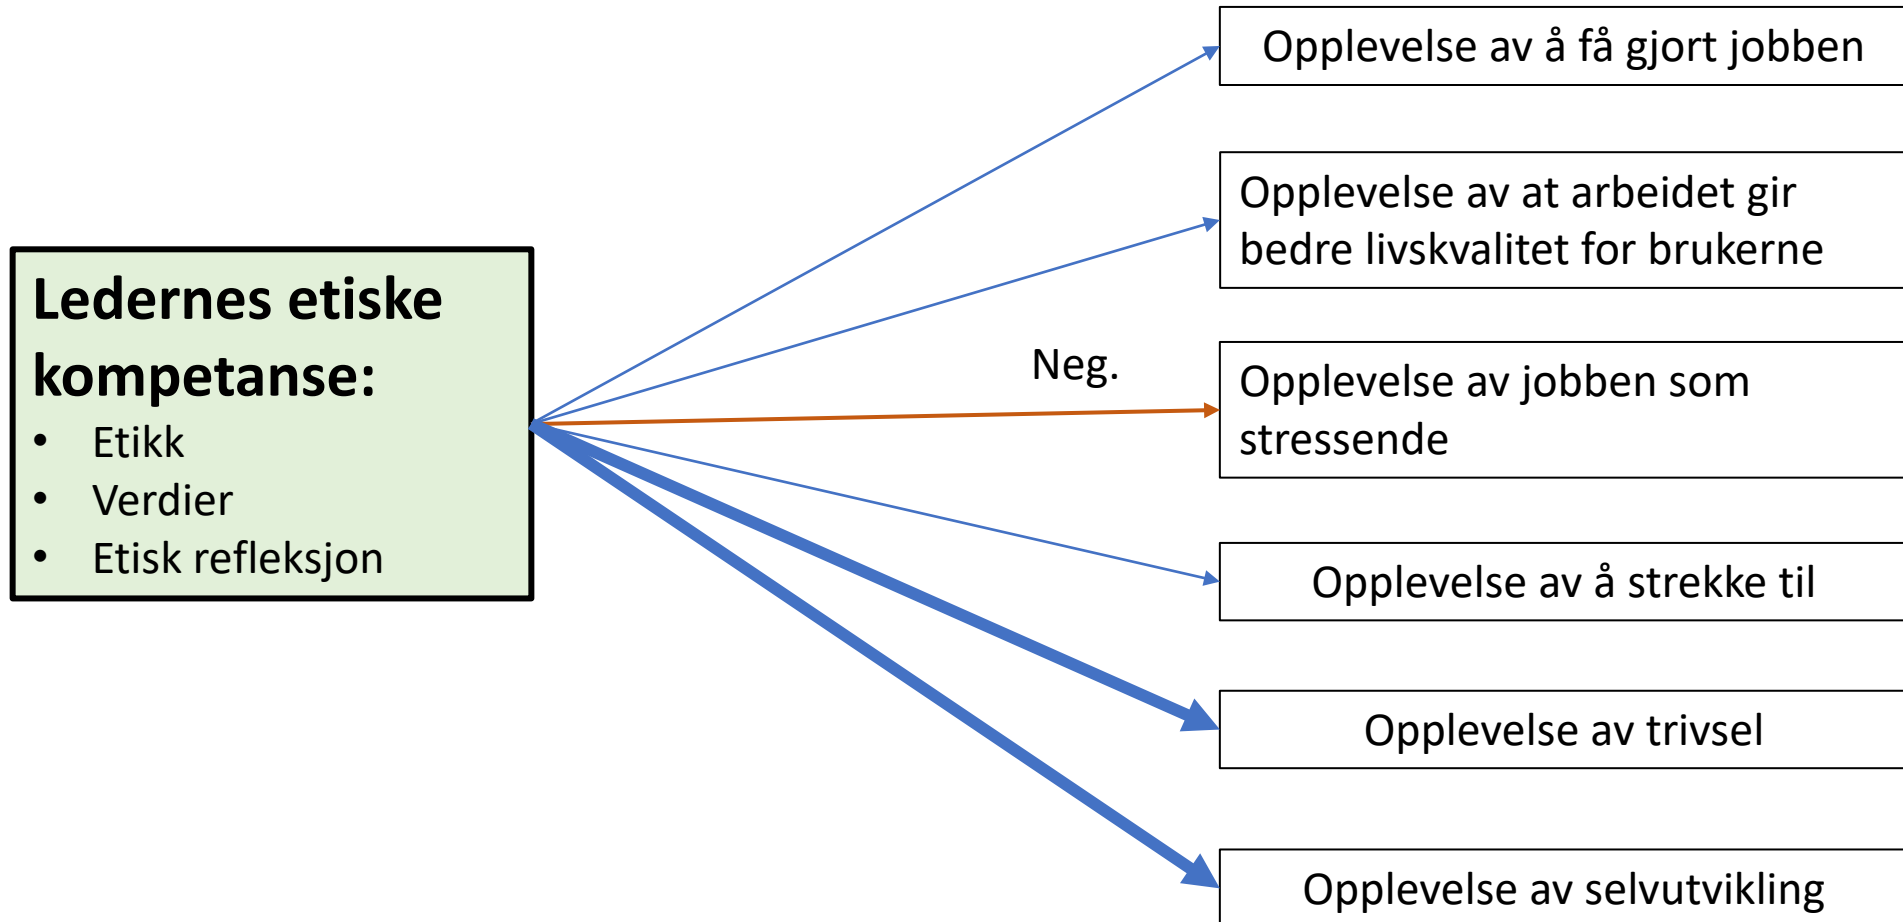 Opplevelse av å få gjort jobben
Opplevelse av at arbeidet gir
bedre livskvalitet for brukerne
Ledernes etiske
kompetanse:
• Etikk
• Verdier
• Etisk refleksjon
Neg.
Opplevelse av jobben som
stressende
Opplevelse av å strekke til
Opplevelse av trivsel
Opplevelse av selvutvikling